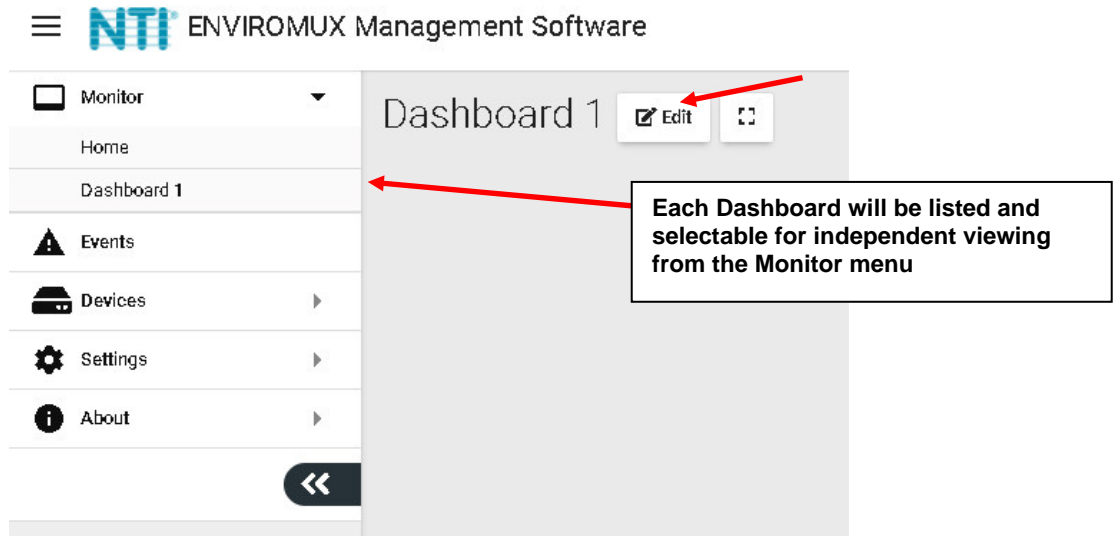 NTI ENVIROMUX Management Software
Monitor
Home
Dashboard 1
Events
Devices
Settings
About
Dashboard 1
Edit
Each Dashboard will be listed and
selectable for independent viewing
from the Monitor menu